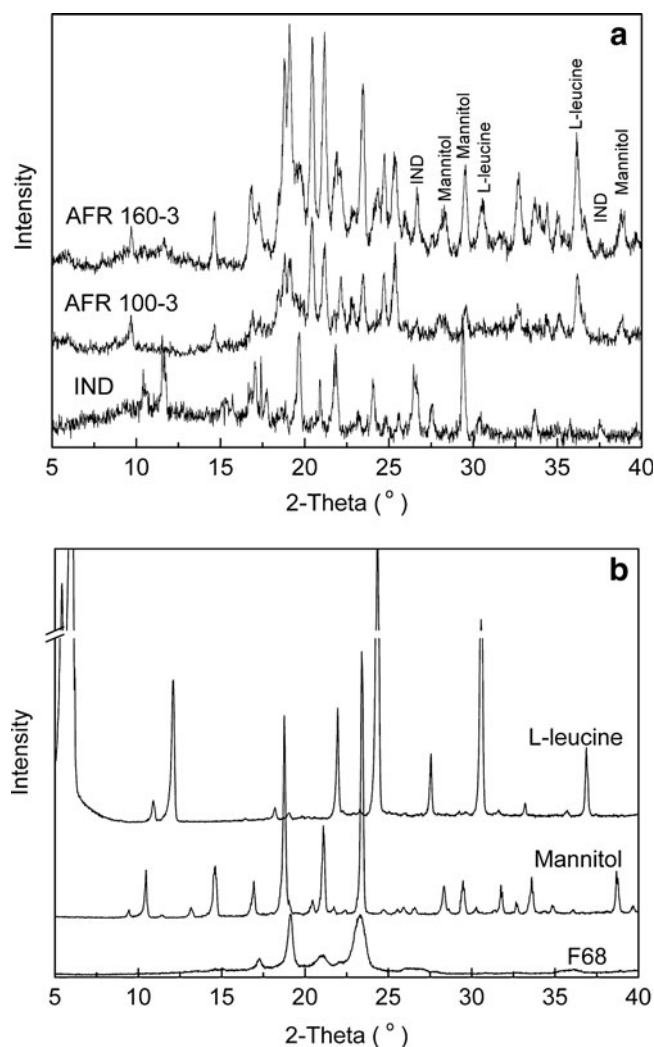 a
Intensity
AFR 160-3
AFR 100-3
IND
IND
Mannitol
Mannitol
L-leucine
L-leucine
IND
Mannitol
5 10 15 20 25 30 35 40
2-Theta ( ° )
b
Intensity
L-leucine
Mannitol
F68
5 10 15 20 25 30 35 40
2-Theta ( ° )